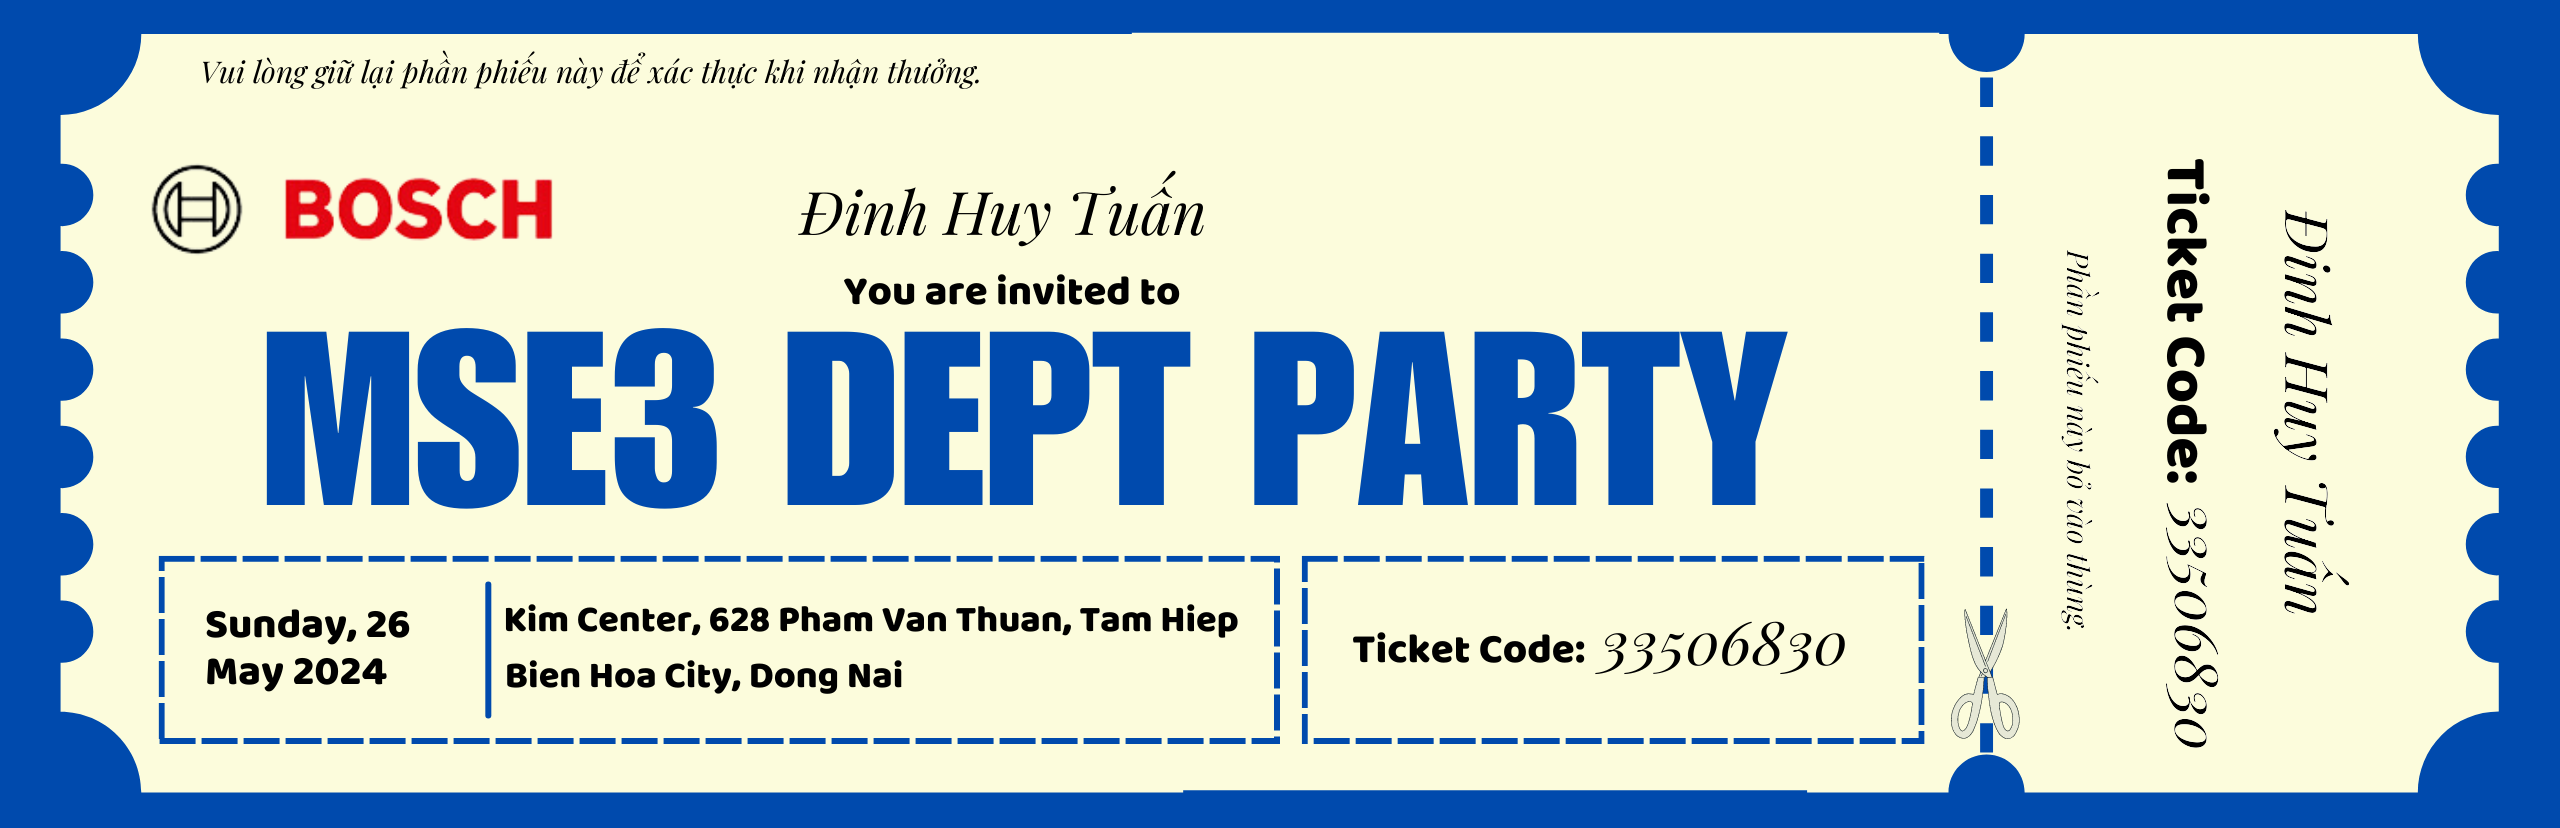 Vui lòng giữ lại phần phiếu này để xác thực khi nhận thưởng.
BOSCH
Đinh Huy Tuấn
You are invited to
MSE3 DEPT PARTY
Sunday, 26
May 2024
Kim Center, 628 Pham Van Thuan, Tam Hiep
Bien Hoa City, Dong Nai
Ticket Code: 33506830
Đinh Huy Tuấn
Ticket Code: 33506830
Phần phiếu này bỏ vào thùng.